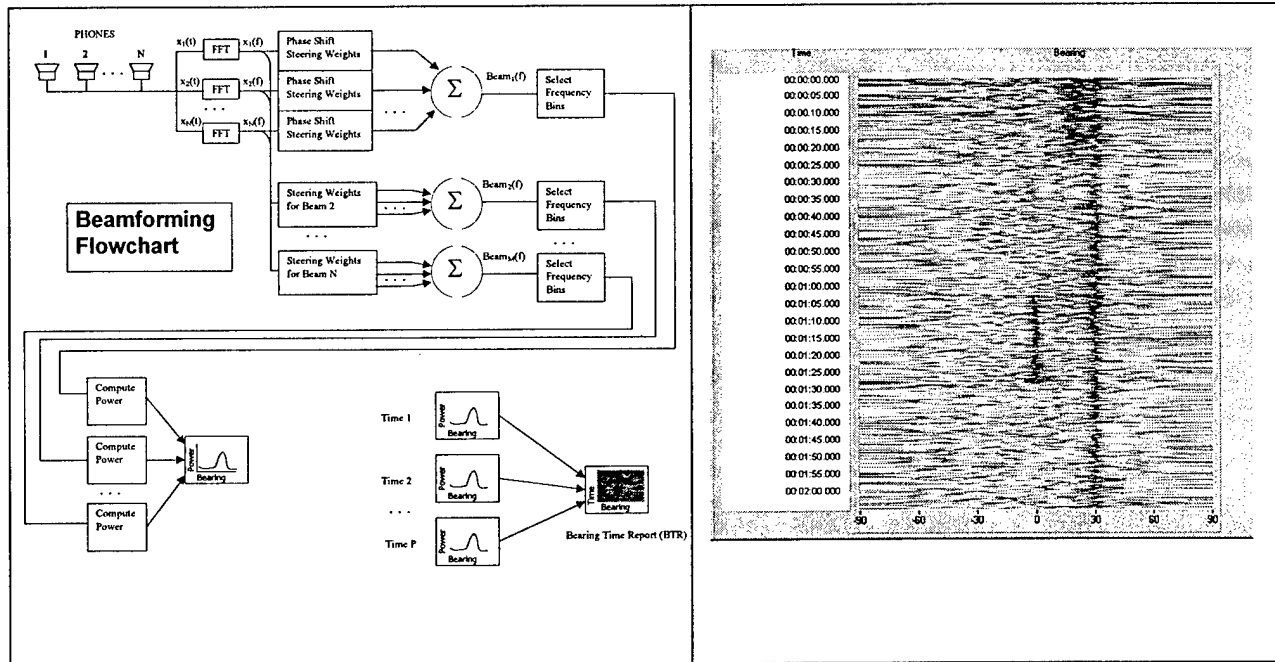 PHONES
1 2 . . . N
x1(t) FFT x1(f)
x2(t) FFT x2(f)
. . .
xN(t) FFT xN(f)
Phase Shift
Steering Weights
Phase Shift
Steering Weights
Phase Shift
Steering Weights
. . .
Σ
Beam1(f)
Select
Frequency
Bins
Steering Weights
for Beam 2
. . .
Σ
Beam2(f)
Select
Frequency
Bins
. . .
Steering Weights
for Beam N
. . .
Σ
BeamM(f)
Select
Frequency
Bins
Beamforming
Flowchart
Compute
Power
Compute
Power
. . .
Compute
Power
Power
Bearing
Time 1
Power
Bearing
Time 2
Power
Bearing
. . .
Time P
Power
Bearing
Time
Bearing
Bearing Time Report (BTR)
Time Bearing
00:00:00.000
00:00:05.000
00:00:10.000
00:00:15.000
00:00:20.000
00:00:25.000
00:00:30.000
00:00:35.000
00:00:40.000
00:00:45.000
00:00:50.000
00:00:55.000
00:01:00.000
00:01:05.000
00:01:10.000
00:01:15.000
00:01:20.000
00:01:25.000
00:01:30.000
00:01:35.000
00:01:40.000
00:01:45.000
00:01:50.000
00:01:55.000
00:02:00.000
-90 -60 -30 0 30 60 90